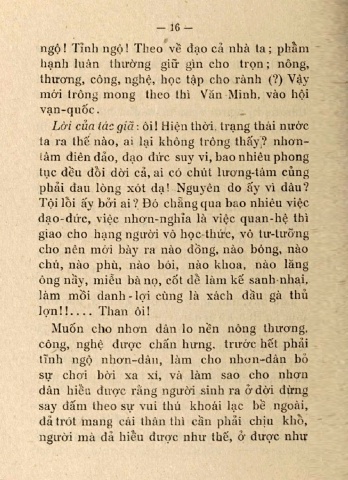 — 16 —
ngộ! Tỉnh ngộ! Theo về đạo cả nhà ta; phầm
hạnh luân thường giữ gìn cho trọn; nông,
thương, công, nghệ, học tập cho rành (?) Vậy
mới trông mong theo thì Văn-Minh, vào hội
vạn-quốc.
Lời của tác giả: ôi! Hiện thời, trạng thái nước
ta ra thế nào, ai lại không trông thấy? nhơn-
tâm điên đảo, đạo đức suy vi, bao nhiêu phong
tục đều đồi dời cả, ai có chút lương-tâm cũng
phải đau lòng xót dạ! Nguyên do ấy vì đâu?
Tội lỗi ấy bởi ai? Đó chẳng qua bao nhiêu việc
đạo-đức, việc nhơn-nghĩa là việc quan-hệ thì
giao cho hạng người vô học-thức, vô tư-tưởng
cho nên mới bày ra nào đồng, nào bóng, nào
chú, nào phù, nào bói, nào khoa, nào lăng
ông nầy, miễu bà nọ, cốt để làm kế sanh-nhai,
làm mồi danh-lợi cùng là xách đầu gà thủ
lợn!!.... Than ôi!
Muốn cho nhơn dân lo nền nông thương,
công, nghệ được chấn hưng, trước hết phải
tỉnh ngộ nhơn-dân, làm cho nhơn-dân bỏ
sự chơi bời xa xỉ, và làm sao cho nhơn
dân hiểu được rằng người sinh ra ở đời đừng
say đắm theo sự vui thú khoái lạc bề ngoài,
đã trót mang cái thân thì cần phải chịu khổ,
người mà đã hiểu được như thế, ở được như